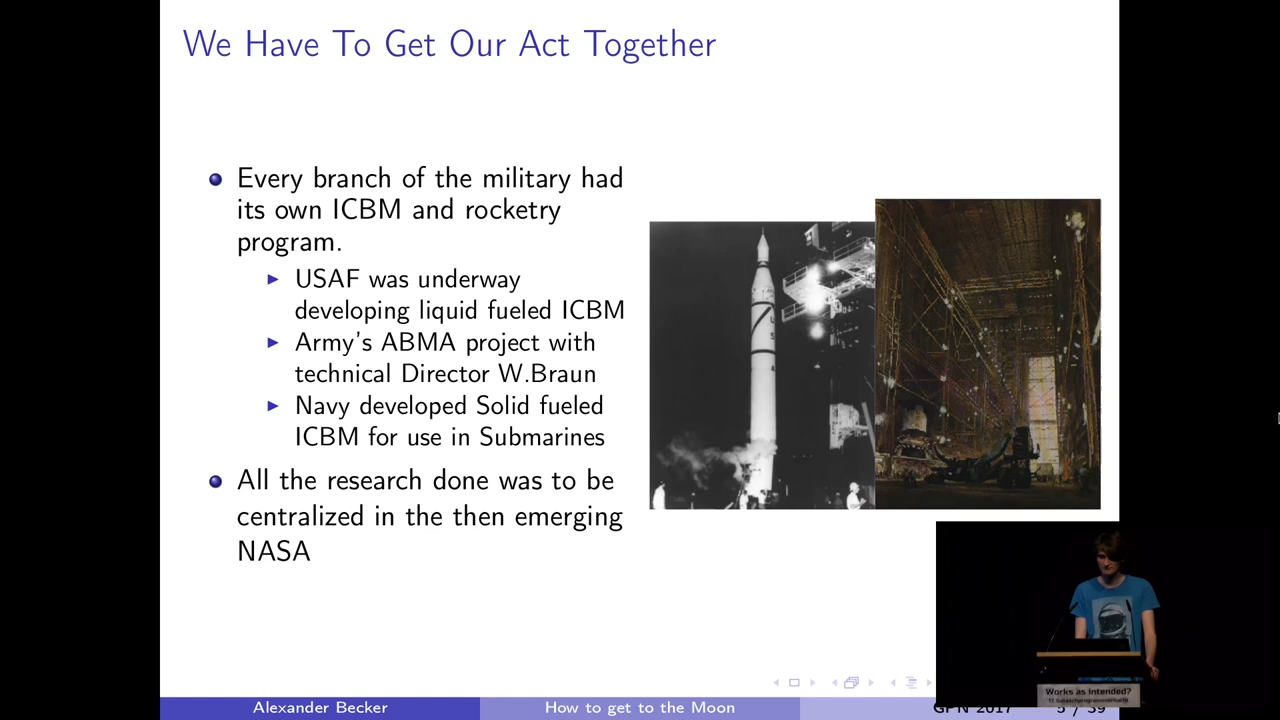 We Have To Get Our Act Together
Every branch of the military had
its own ICBM and rocketry
program.
USAF was underway
developing liquid fueled ICBM
Army's ABMA project with
technical Director W.Braun
Navy developed Solid fueled
ICBM for use in Submarines
All the research done was to be
centralized in the then emerging
NASA
U
S
A
Works as intended?
Alexander Becker
How to get to the Moon
GPN 2017
5 / 39